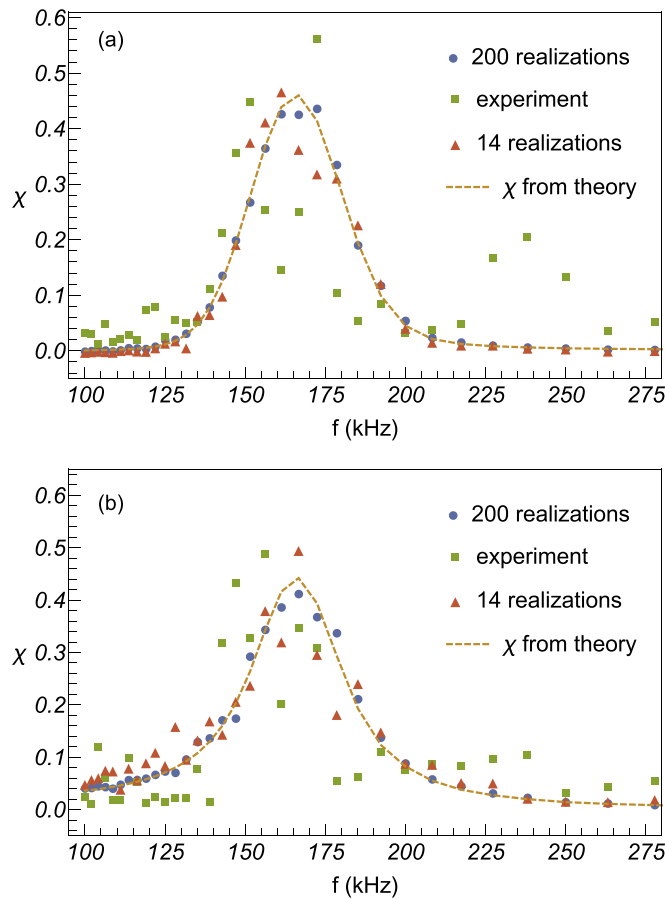 (a)
200 realizations
experiment
14 realizations
χ from theory
0.6
0.5
0.4
0.3
0.2
0.1
0.0
χ
100 125 150 175 200 225 250 275
f (kHz)
(b)
200 realizations
experiment
14 realizations
χ from theory
0.6
0.5
0.4
0.3
0.2
0.1
0.0
χ
100 125 150 175 200 225 250 275
f (kHz)